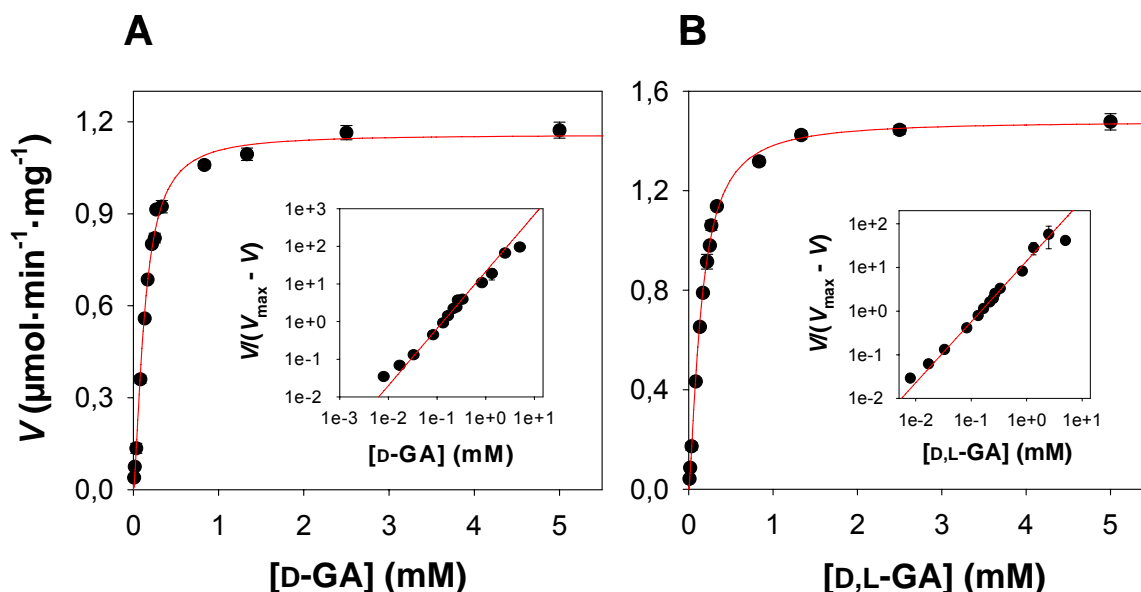 A
V (µmol·min⁻¹·mg⁻¹)
1,2
0,9
0,6
0,3
0,0
0 1 2 3 4 5
[D-GA] (mM)
V/(Vmax - V)
1e+3
1e+2
1e+1
1e+0
1e-1
1e-2
1e-3 1e-2 1e-1 1e+0 1e+1
[D-GA] (mM)
B
1,6
1,2
0,8
0,4
0,0
0 1 2 3 4 5
[D,L-GA] (mM)
V/(Vmax - V)
1e+2
1e+1
1e+0
1e-1
1e-2
1e-2 1e-1 1e+0 1e+1
[D,L-GA] (mM)